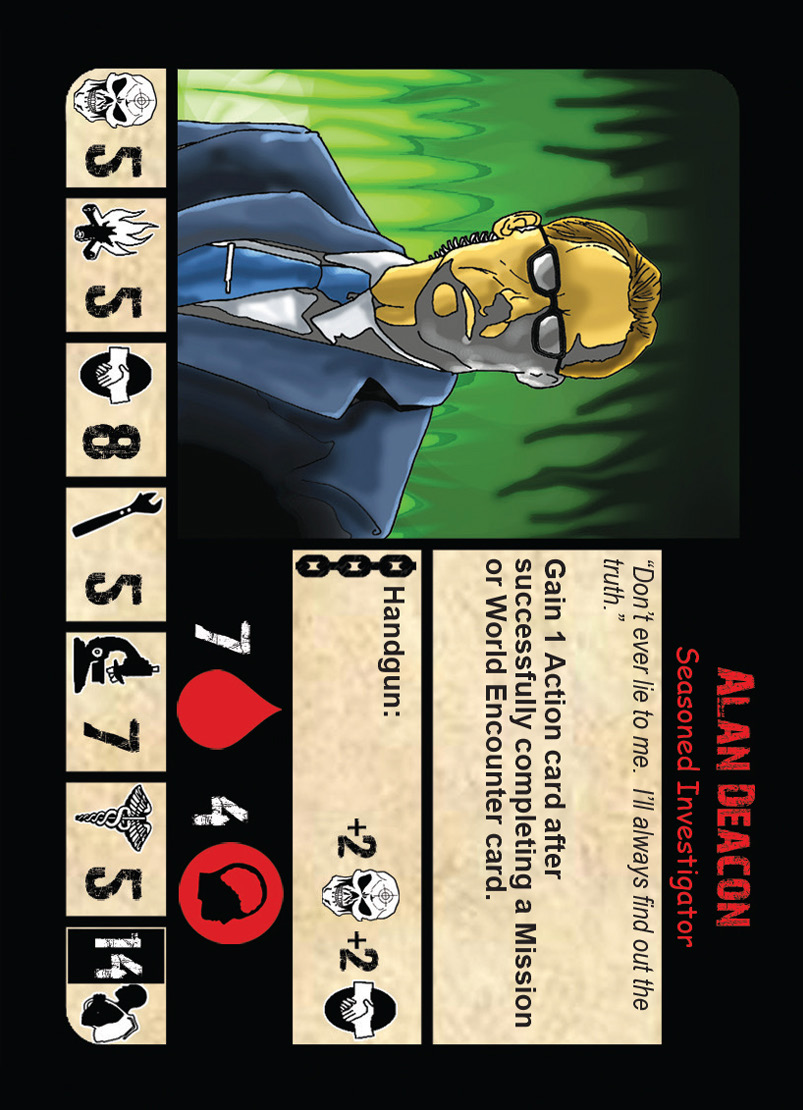 ALAN DEACON
Seasoned Investigator
"Don't ever lie to me. I'll always find out the
truth."
Gain 1 Action card after
successfully completing a Mission
or World Encounter card.
Handgun:
+2 +2
7 4
5 5 8 5 7 5 14